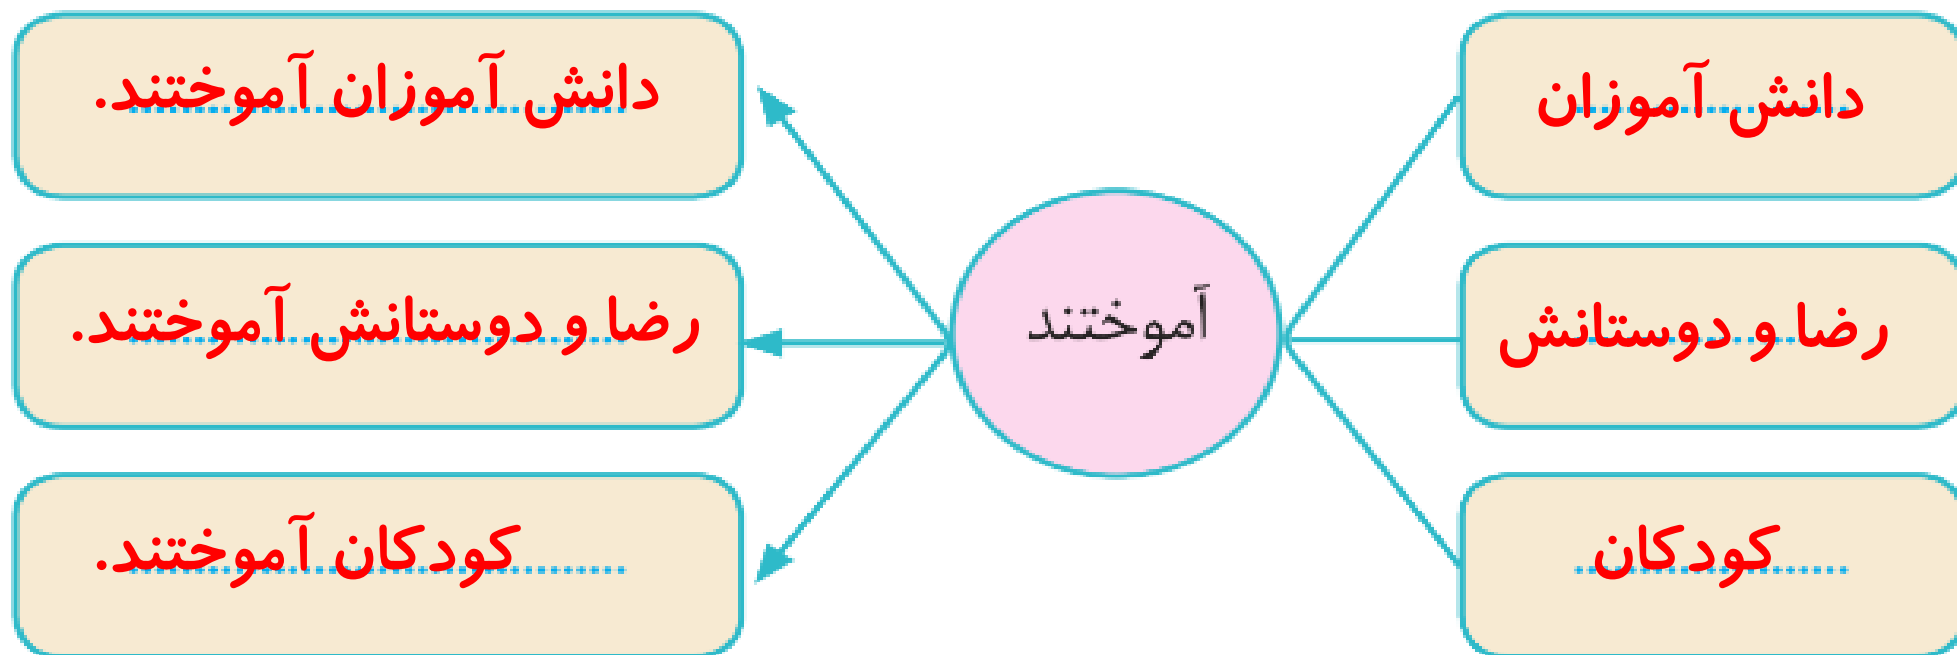 دانش آموزان
رضا و دوستانش
کودکان
آموختند
دانش آموزان آموختند.
رضا و دوستانش آموختند.
کودکان آموختند.